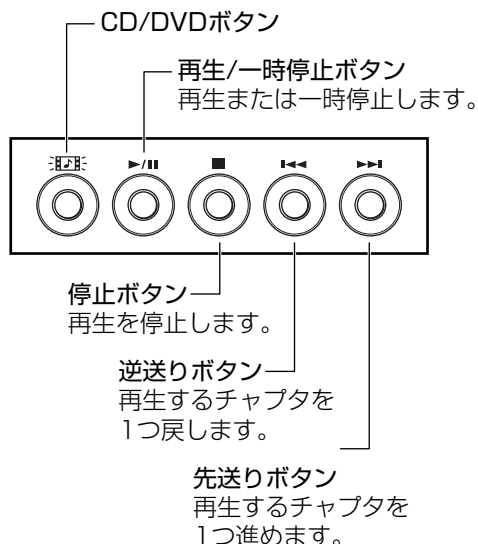 CD/DVDボタン
再生/一時停止ボタン
再生または一時停止します。
停止ボタン
再生を停止します。
逆送りボタン
再生するチャプタを
1つ戻します。
先送りボタン
再生するチャプタを
1つ進めます。